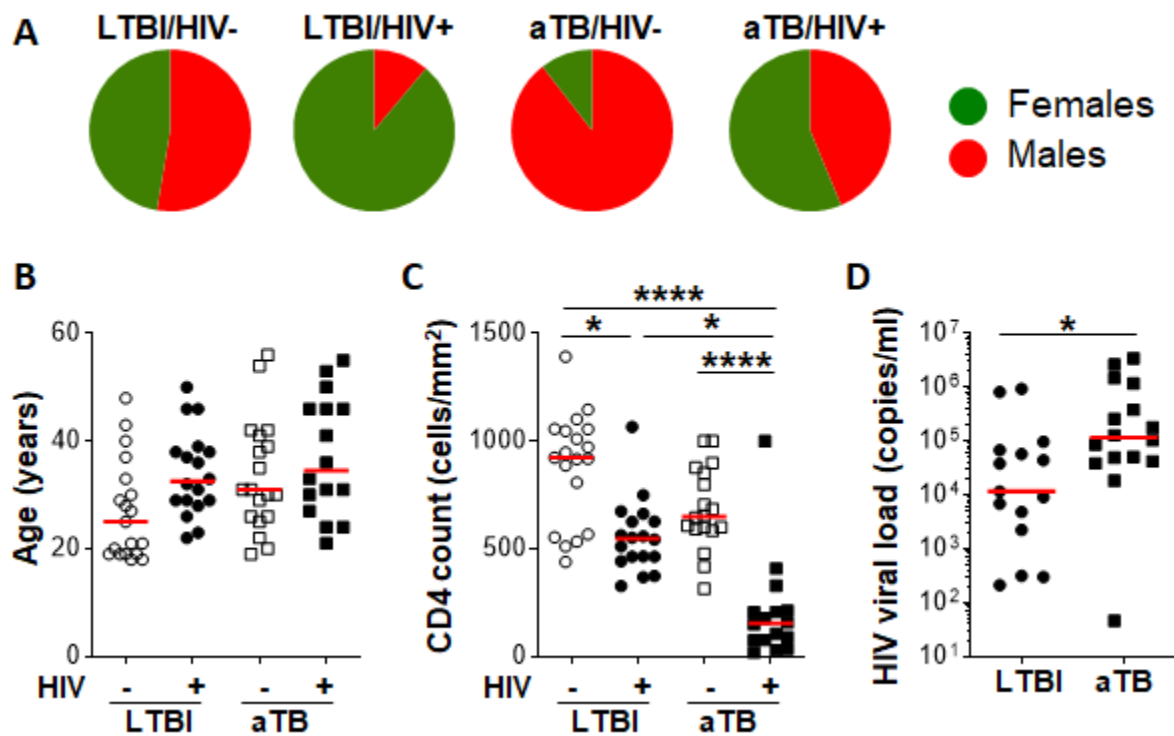 A
LTBI/HIV- LTBI/HIV+ aTB/HIV- aTB/HIV+
Females
Males
B
Age (years)
60
40
20
0
HIV - + - +
LTBI aTB
C
CD4 count (cells/mm²)
1500
1000
500
0
**** 
* *
****
- + - +
LTBI aTB
D
HIV viral load (copies/ml)
10⁷
10⁶
10⁵
10⁴
10³
10²
10¹
*
LTBI aTB